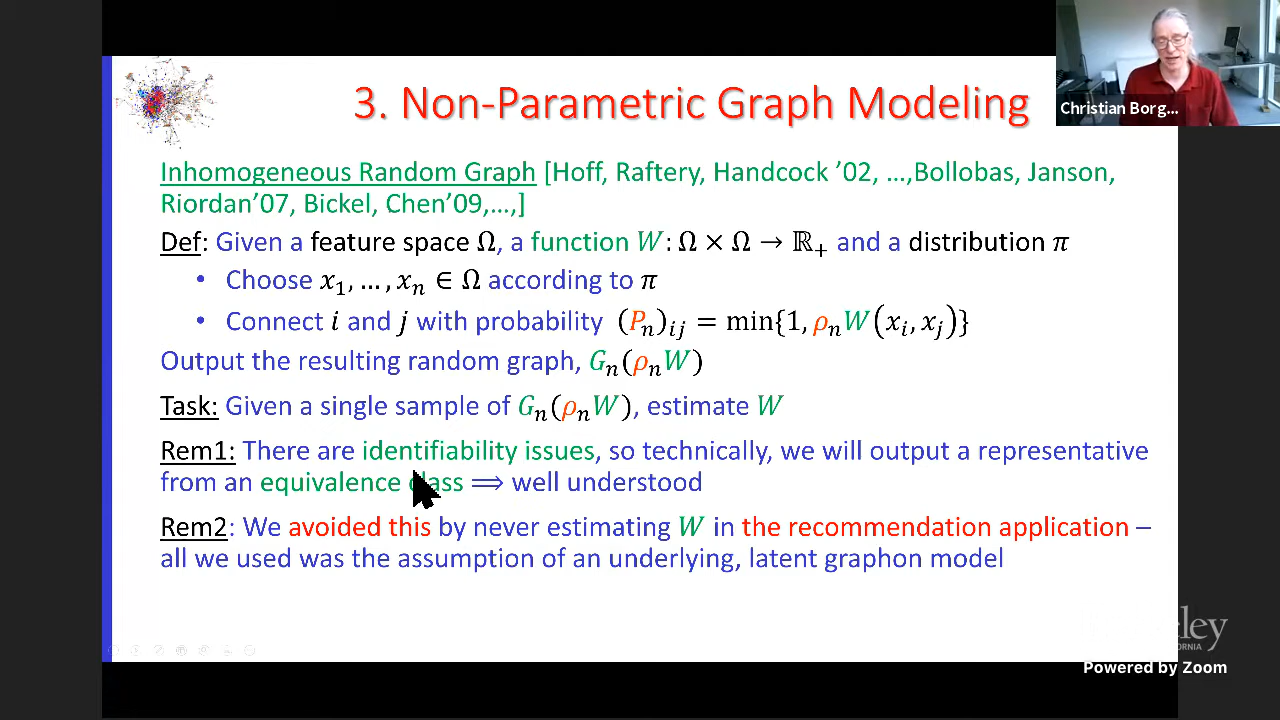 3. Non-Parametric Graph Modeling
Christian Borg...
Inhomogeneous Random Graph [Hoff, Raftery, Handcock ’02, …,Bollobas, Janson,
Riordan’07, Bickel, Chen’09,…,]
Def: Given a feature space Ω, a function W: Ω × Ω → ℝ₊ and a distribution π
• Choose x₁, … , xₙ ∈ Ω according to π
• Connect i and j with probability (Pₙ)ᵢⱼ = min{1, ρₙW(xᵢ, xⱼ)}
Output the resulting random graph, Gₙ(ρₙW)
Task: Given a single sample of Gₙ(ρₙW), estimate W
Rem1: There are identifiability issues, so technically, we will output a representative
from an equivalence class ⟹ well understood
Rem2: We avoided this by never estimating W in the recommendation application –
all we used was the assumption of an underlying, latent graphon model
Powered by Zoom